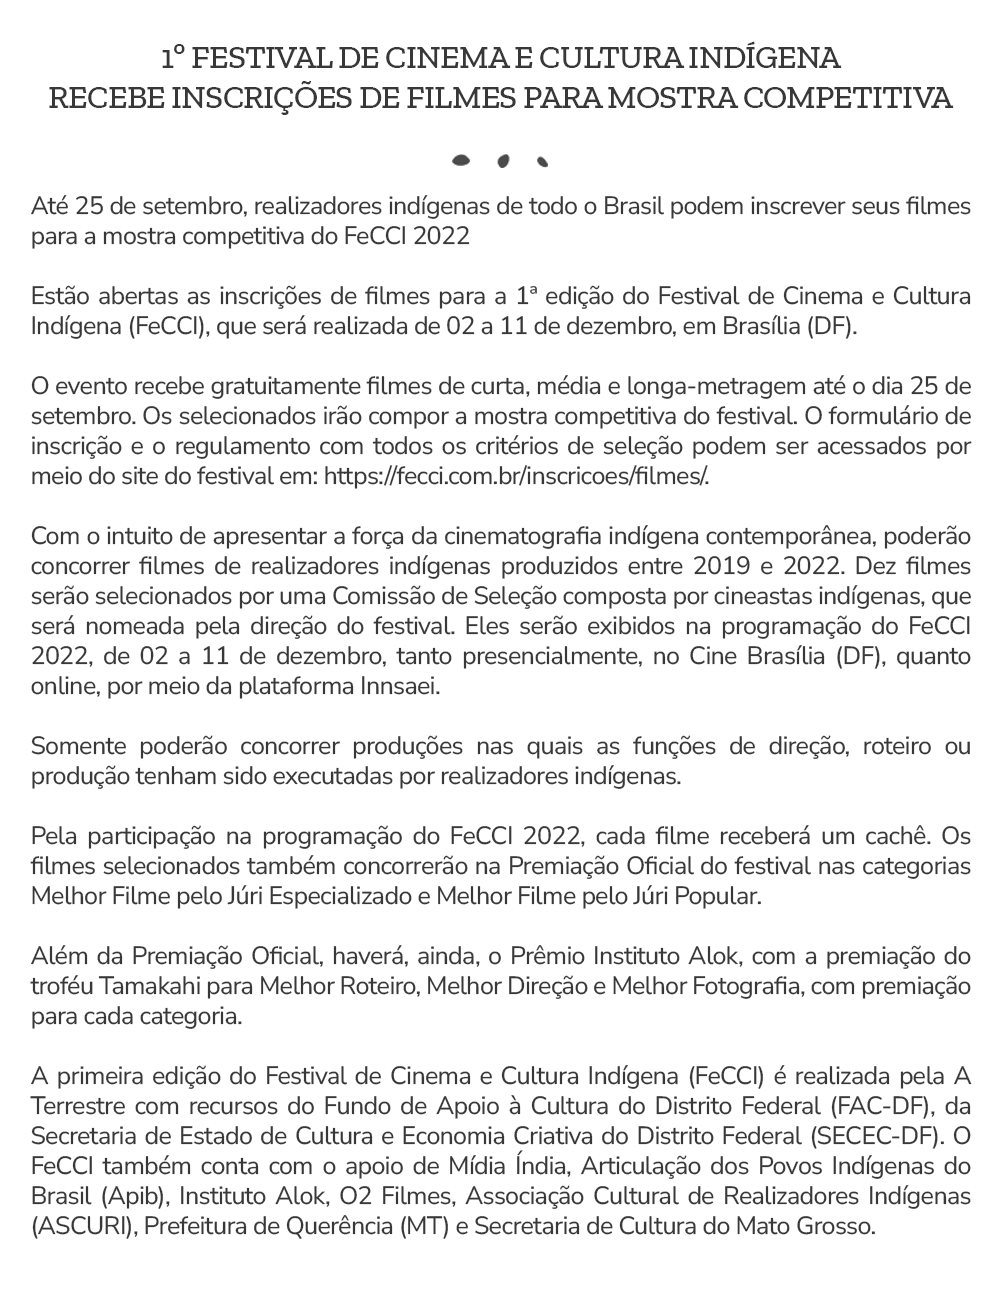 1º FESTIVAL DE CINEMA E CULTURA INDÍGENA
RECEBE INSCRIÇÕES DE FILMES PARA MOSTRA COMPETITIVA
Até 25 de setembro, realizadores indígenas de todo o Brasil podem inscrever seus filmes
para a mostra competitiva do FeCCI 2022
Estão abertas as inscrições de filmes para a 1ª edição do Festival de Cinema e Cultura
Indígena (FeCCI), que será realizada de 02 a 11 de dezembro, em Brasília (DF).
O evento recebe gratuitamente filmes de curta, média e longa-metragem até o dia 25 de
setembro. Os selecionados irão compor a mostra competitiva do festival. O formulário de
inscrição e o regulamento com todos os critérios de seleção podem ser acessados por
meio do site do festival em: https://fecci.com.br/inscricoes/filmes/.
Com o intuito de apresentar a força da cinematografia indígena contemporânea, poderão
concorrer filmes de realizadores indígenas produzidos entre 2019 e 2022. Dez filmes
serão selecionados por uma Comissão de Seleção composta por cineastas indígenas, que
será nomeada pela direção do festival. Eles serão exibidos na programação do FeCCI
2022, de 02 a 11 de dezembro, tanto presencialmente, no Cine Brasília (DF), quanto
online, por meio da plataforma Innsaei.
Somente poderão concorrer produções nas quais as funções de direção, roteiro ou
produção tenham sido executadas por realizadores indígenas.
Pela participação na programação do FeCCI 2022, cada filme receberá um cachê. Os
filmes selecionados também concorrerão na Premiação Oficial do festival nas categorias
Melhor Filme pelo Júri Especializado e Melhor Filme pelo Júri Popular.
Além da Premiação Oficial, haverá, ainda, o Prêmio Instituto Alok, com a premiação do
troféu Tamakahi para Melhor Roteiro, Melhor Direção e Melhor Fotografia, com premiação
para cada categoria.
A primeira edição do Festival de Cinema e Cultura Indígena (FeCCI) é realizada pela A
Terrestre com recursos do Fundo de Apoio à Cultura do Distrito Federal (FAC-DF), da
Secretaria de Estado de Cultura e Economia Criativa do Distrito Federal (SECEC-DF). O
FeCCI também conta com o apoio de Mídia Índia, Articulação dos Povos Indígenas do
Brasil (Apib), Instituto Alok, O2 Filmes, Associação Cultural de Realizadores Indígenas
(ASCURI), Prefeitura de Querência (MT) e Secretaria de Cultura do Mato Grosso.